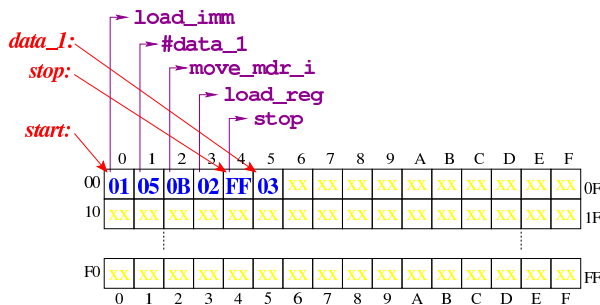 load_imm
data_1: #data_1
stop: move_mdr_i
load_reg
start: stop
0 1 2 3 4 5 6 7 8 9 A B C D E F
00 01 05 0B 02 FF 03 xx xx xx xx xx xx xx xx xx xx 0F
10 xx xx xx xx xx xx xx xx xx xx xx xx xx xx xx xx 1F
F0 xx xx xx xx xx xx xx xx xx xx xx xx xx xx xx xx FF
0 1 2 3 4 5 6 7 8 9 A B C D E F